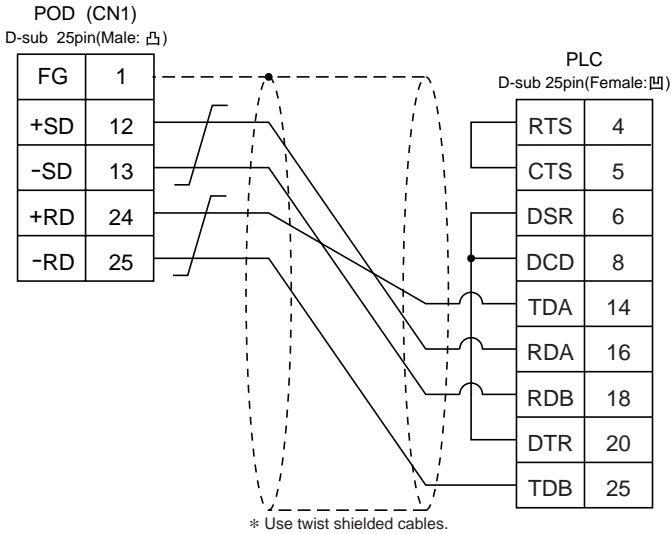 POD (CN1)
D-sub 25pin(Male: 凸)
FG 1
+SD 12
-SD 13
+RD 24
-RD 25
PLC
D-sub 25pin(Female:凹)
RTS 4
CTS 5
DSR 6
DCD 8
TDA 14
RDA 16
RDB 18
DTR 20
TDB 25
* Use twist shielded cables.